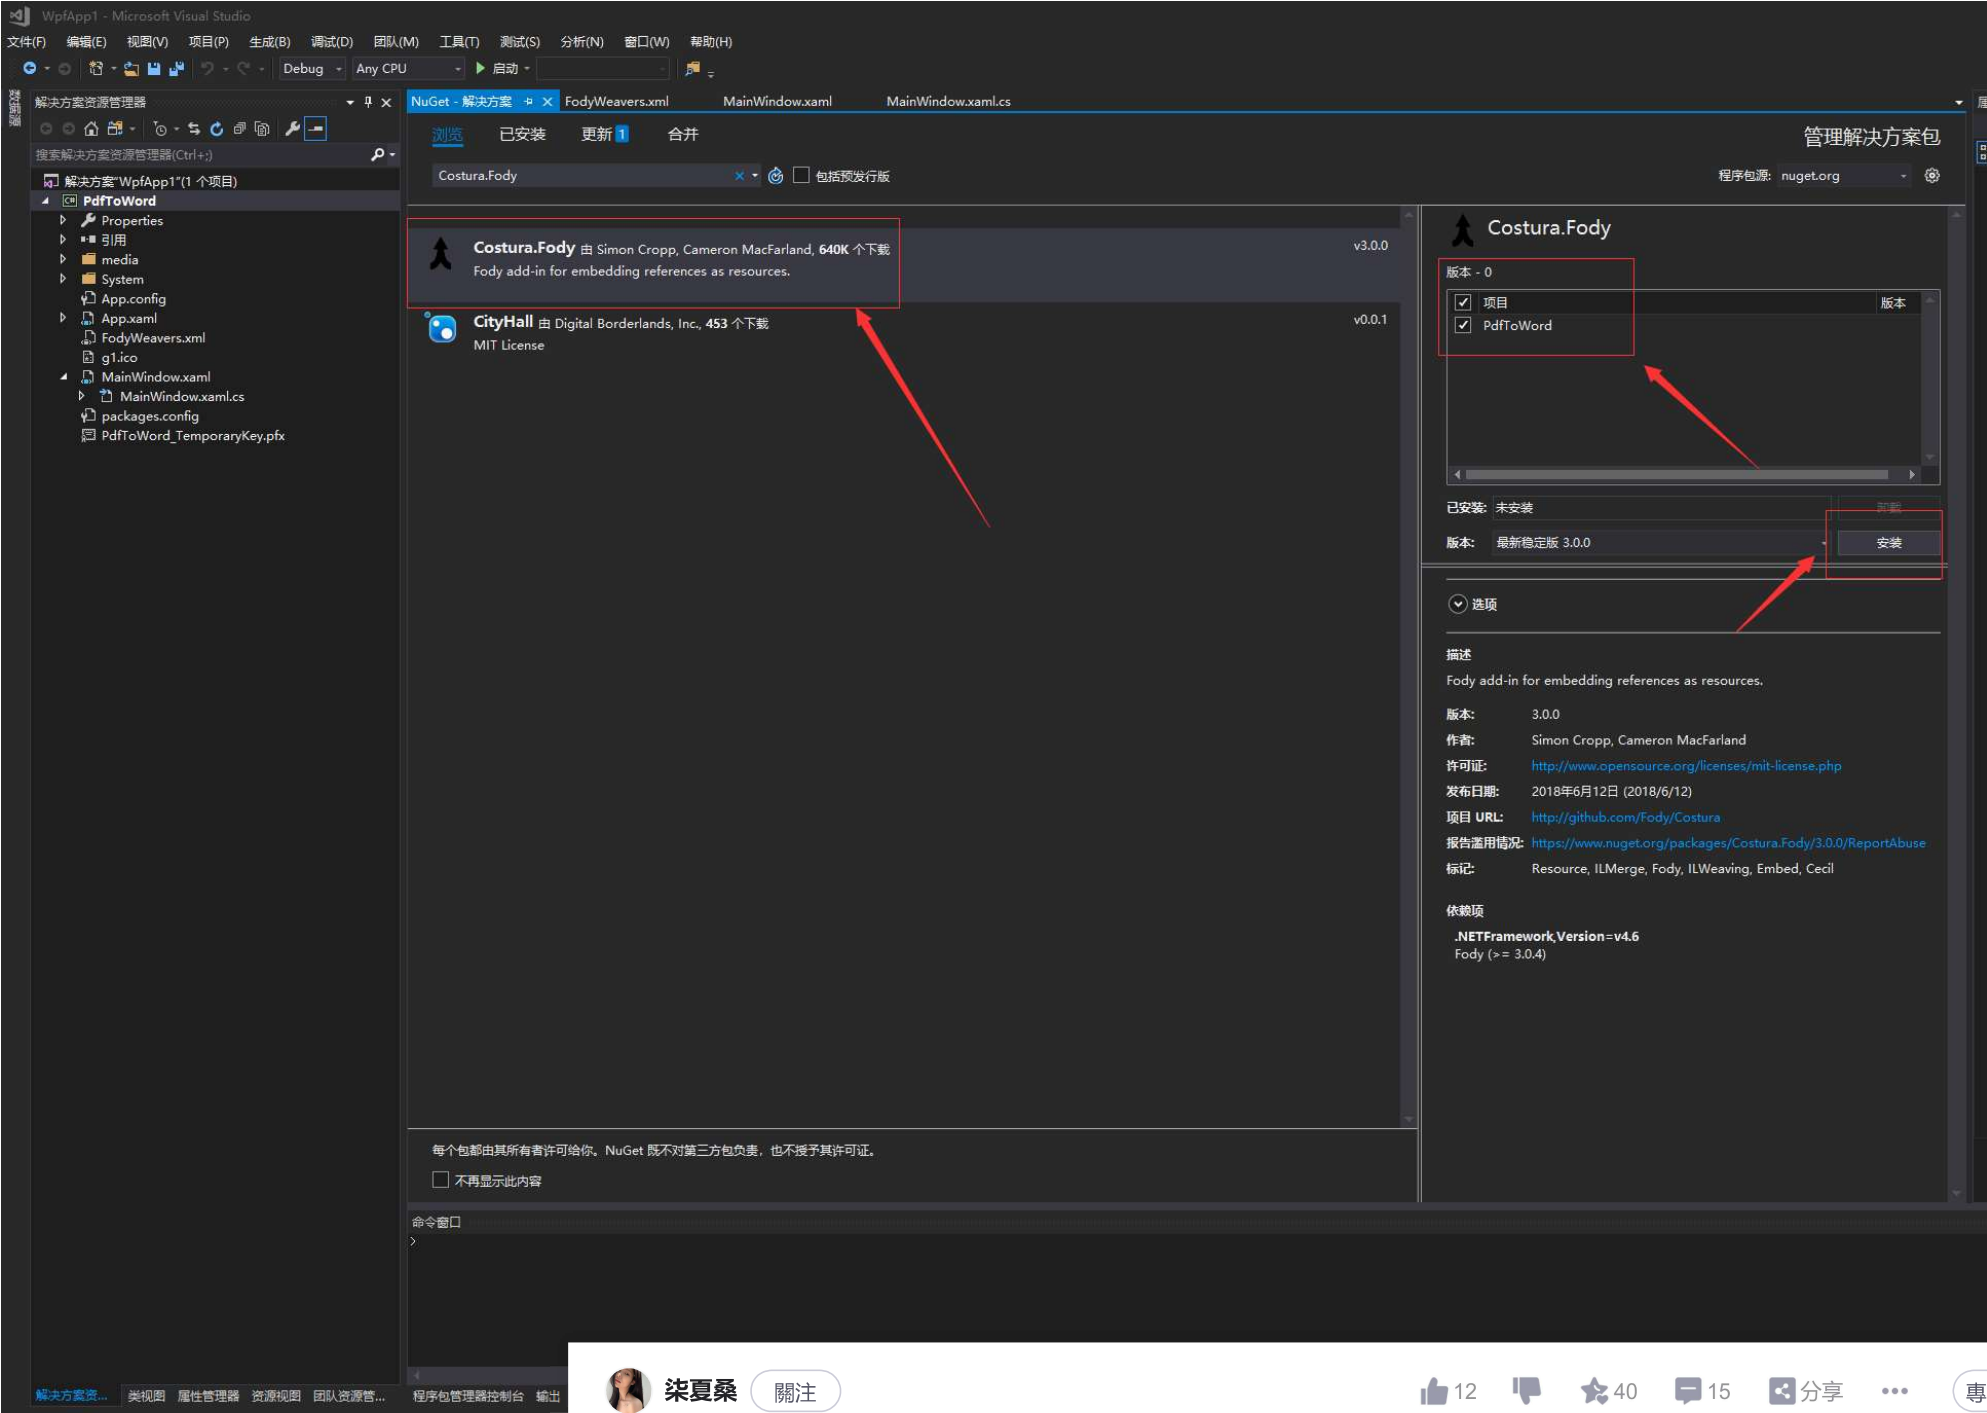 WpfApp1 - Microsoft Visual Studio
文件(F) 编辑(E) 视图(V) 项目(P) 生成(B) 调试(D) 团队(M) 工具(T) 测试(S) 分析(N) 窗口(W) 帮助(H)
Debug Any CPU 启动
解决方案资源管理器
搜索解决方案资源管理器(Ctrl+;)
解决方案"WpfApp1"(1 个项目)
PdfToWord
Properties
引用
media
System
App.config
App.xaml
FodyWeavers.xml
g1.ico
MainWindow.xaml
MainWindow.xaml.cs
packages.config
PdfToWord_TemporaryKey.pfx
解决方案资... 类视图 属性管理器 资源视图 团队资源管...
NuGet - 解决方案 FodyWeavers.xml MainWindow.xaml MainWindow.xaml.cs
浏览 已安装 更新 1 合并
管理解决方案包
Costura.Fody 包括预发行版
程序包源: nuget.org
Costura.Fody 由 Simon Cropp, Cameron MacFarland, 640K 个下载 v3.0.0
Fody add-in for embedding references as resources.
CityHall 由 Digital Borderlands, Inc., 453 个下载 v0.0.1
MIT License
每个包都由其所有者许可给你。NuGet 既不对第三方包负责，也不授予其许可证。
不再显示此内容
Costura.Fody
版本 - 0
项目 版本
PdfToWord
已安装: 未安装 卸载
版本: 最新稳定版 3.0.0 安装
选项
描述
Fody add-in for embedding references as resources.
版本: 3.0.0
作者: Simon Cropp, Cameron MacFarland
许可证: http://www.opensource.org/licenses/mit-license.php
发布日期: 2018年6月12日 (2018/6/12)
项目 URL: http://github.com/Fody/Costura
报告滥用情况: https://www.nuget.org/packages/Costura.Fody/3.0.0/ReportAbuse
标记: Resource, ILMerge, Fody, ILWeaving, Embed, Cecil
依赖项
.NETFramework,Version=v4.6
Fody (>= 3.0.4)
命令窗口
>
程序包管理器控制台 输出
柒夏桑 關注 12 40 15 分享 ••• 專